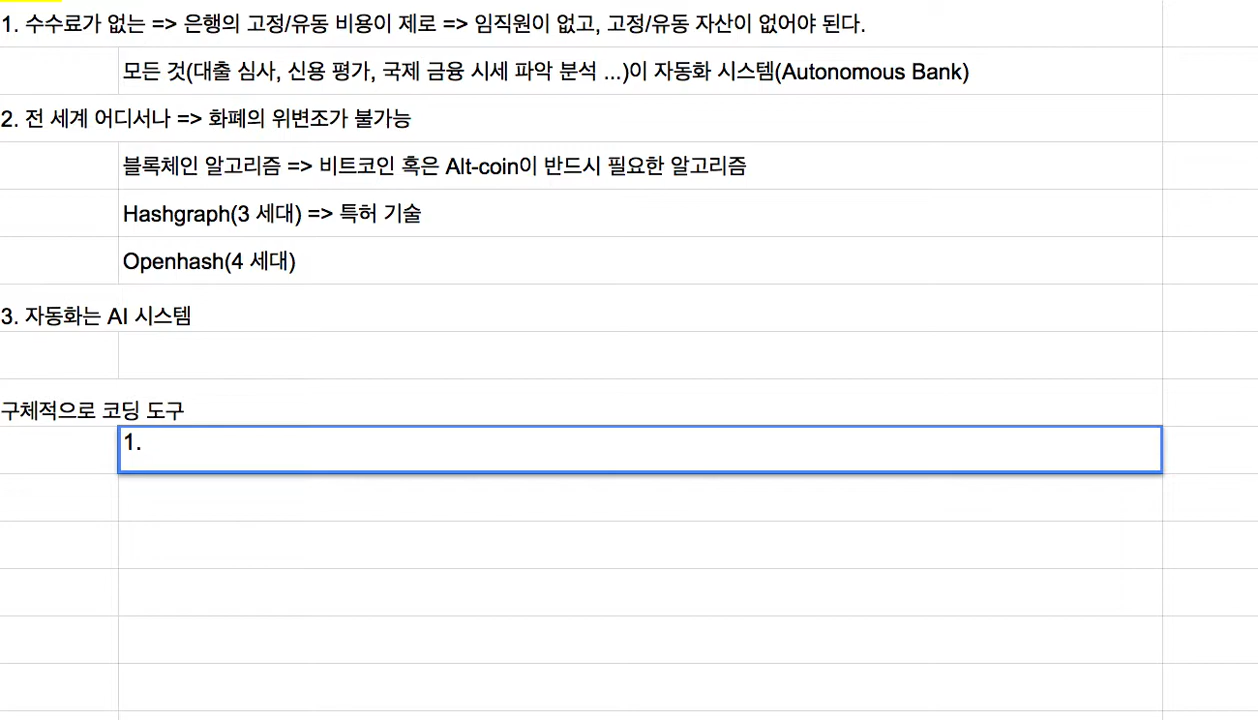 1. 수수료가 없는 => 은행의 고정/유동 비용이 제로 => 임직원이 없고, 고정/유동 자산이 없어야 된다.
모든 것(대출 심사, 신용 평가, 국제 금융 시세 파악 분석 ...)이 자동화 시스템(Autonomous Bank)
2. 전 세계 어디서나 => 화폐의 위변조가 불가능
블록체인 알고리즘 => 비트코인 혹은 Alt-coin이 반드시 필요한 알고리즘
Hashgraph(3 세대) => 특허 기술
Openhash(4 세대)
3. 자동화는 AI 시스템
구체적으로 코딩 도구
1.